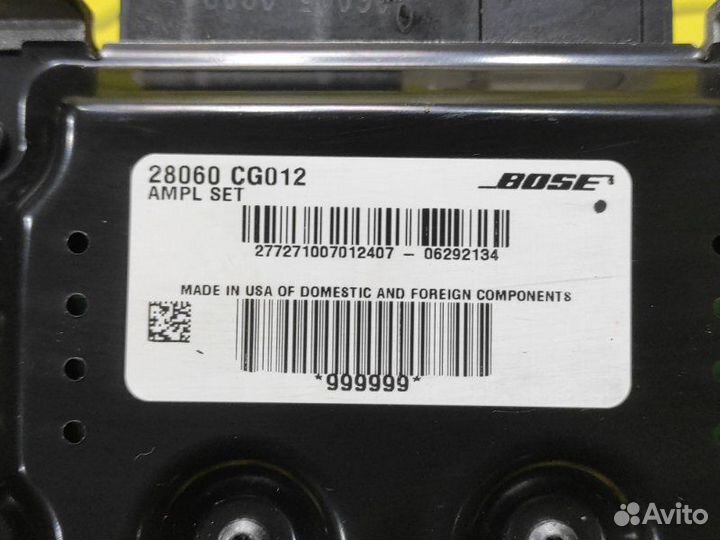 28060 CG012
AMPL SET
BOSE
277271007012407 - 06292134
MADE IN USA OF DOMESTIC AND FOREIGN COMPONENTS
*999999*
Avito